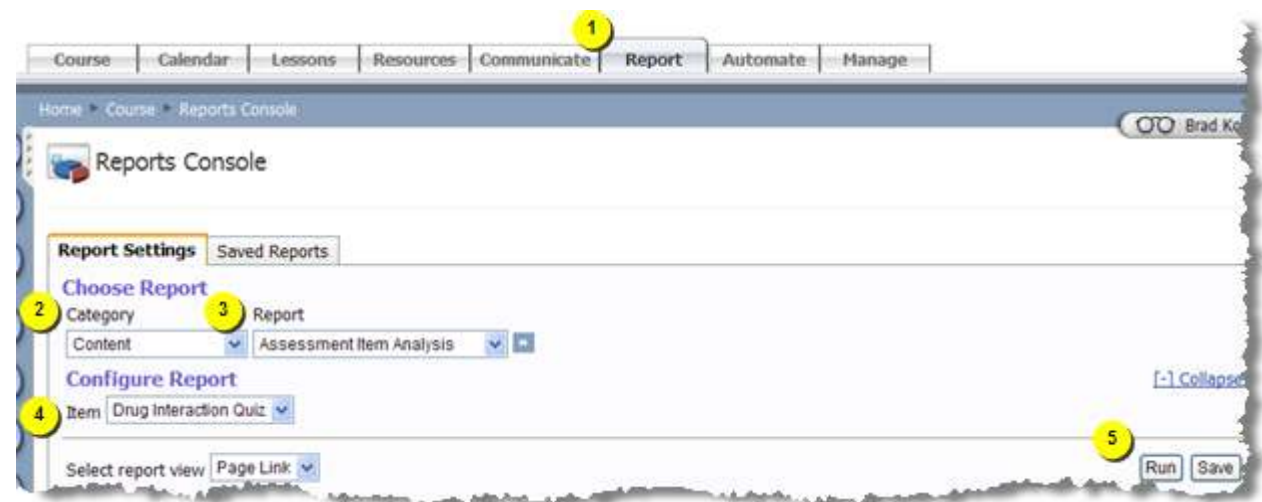 1
Course Calendar Lessons Resources Communicate Report Automate Manage
Home Course Reports Console
Brad
Reports Console
Report Settings Saved Reports
Choose Report
2 Category 3 Report
Content Assessment Item Analysis
Configure Report [-] Collapse
4 Item Drug Interaction Quiz
5
Select report view Page Link Run Save